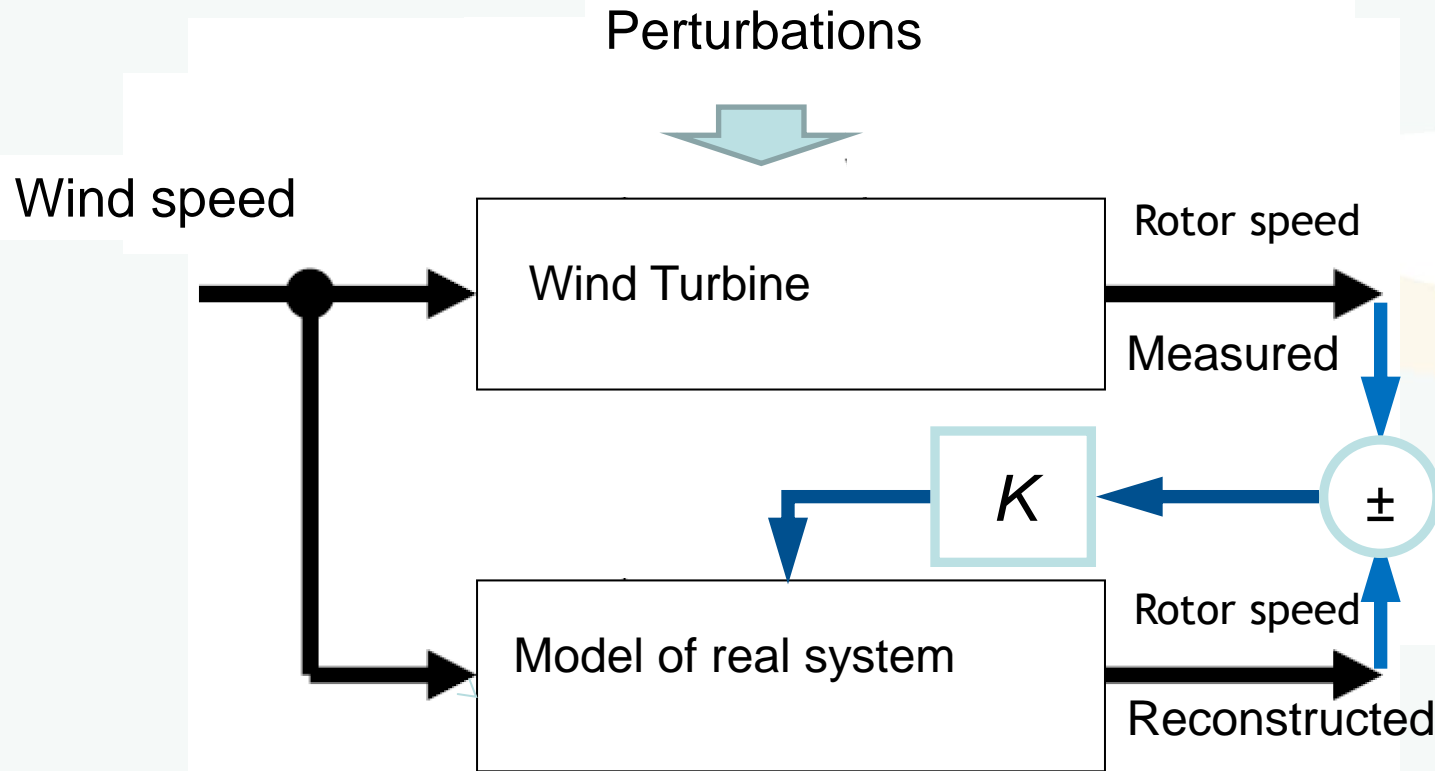 Perturbations
Wind speed
Rotor speed
Wind Turbine
Measured
K
±
Rotor speed
Model of real system
Reconstructed